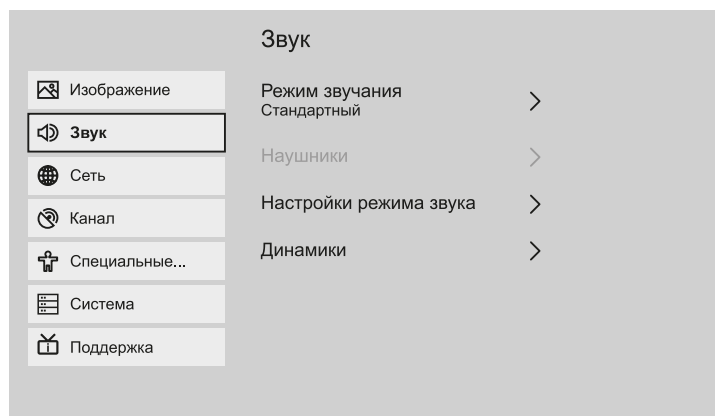 Звук
Изображение
Звук
Сеть
Канал
Специальные...
Система
Поддержка
Режим звучания
Стандартный
Наушники
Настройки режима звука
Динамики